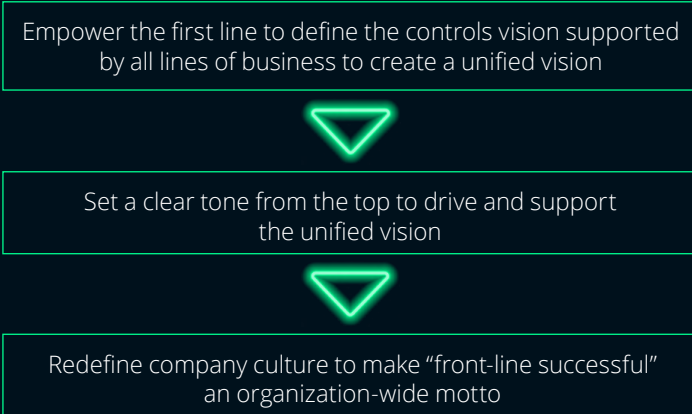 Empower the first line to define the controls vision supported
by all lines of business to create a unified vision
Set a clear tone from the top to drive and support
the unified vision
Redefine company culture to make “front-line successful”
an organization-wide motto